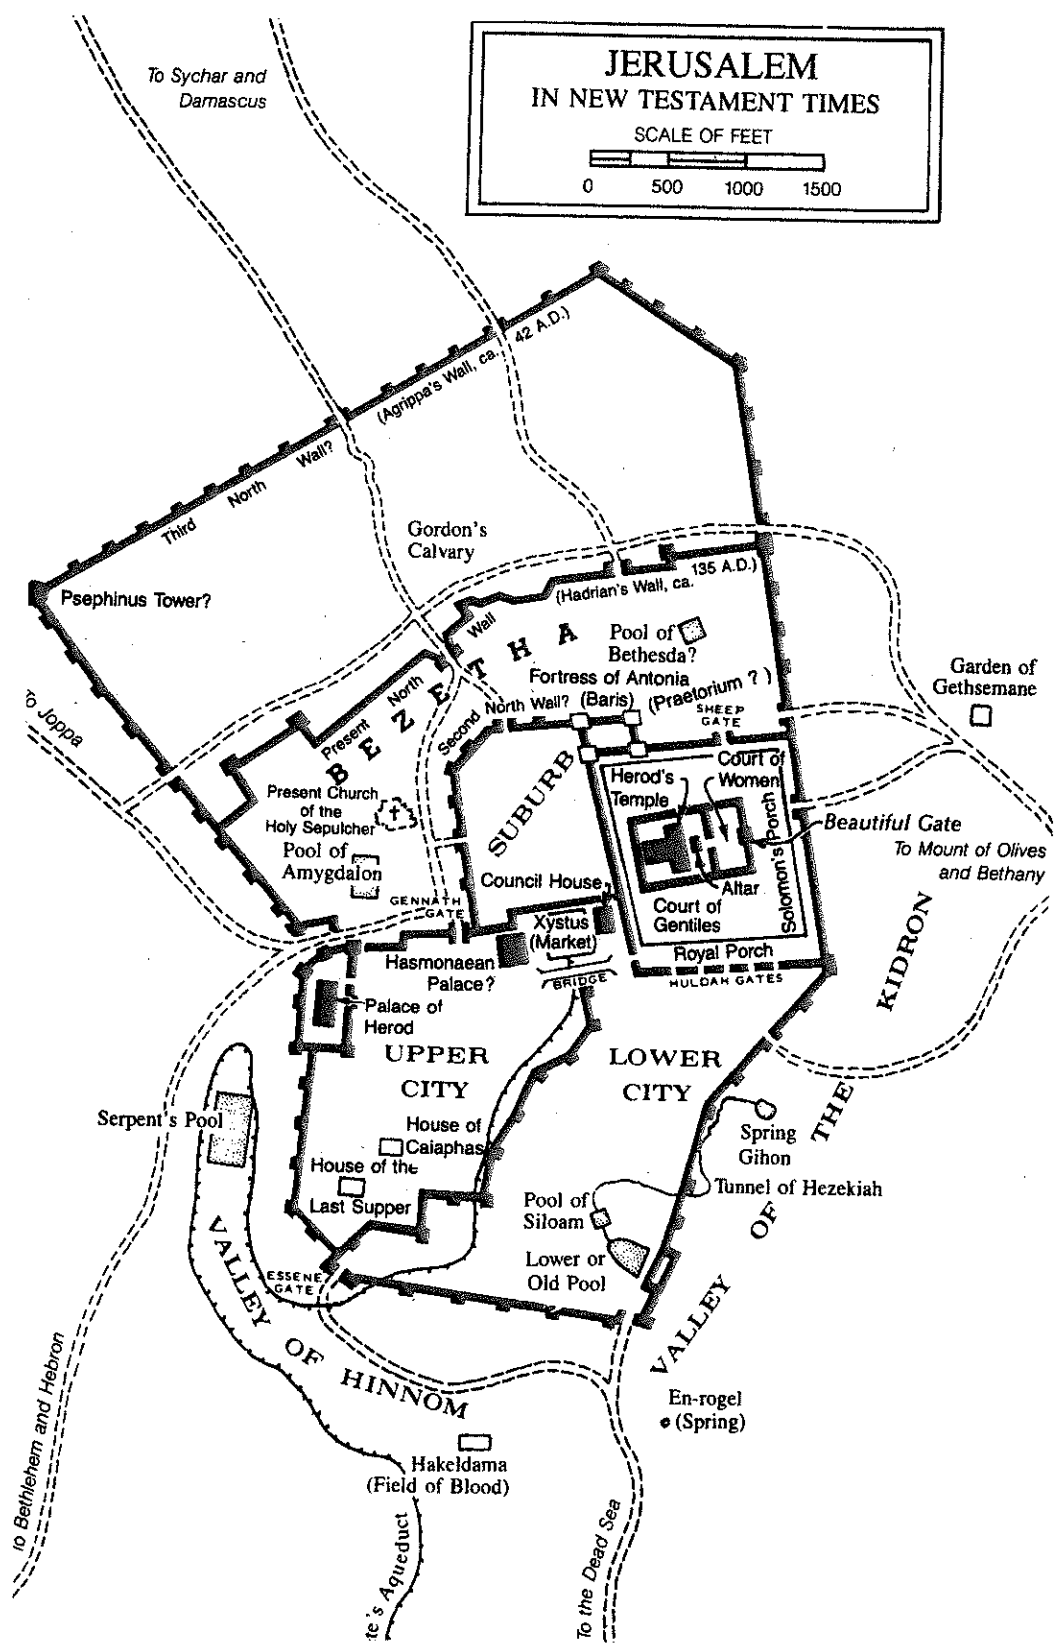 JERUSALEM
IN NEW TESTAMENT TIMES
SCALE OF FEET
0 500 1000 1500
To Sychar and
Damascus
(Agrippa's Wall, ca. 42 A.D.)
Third North Wall?
Gordon's
Calvary
Psephinus Tower?
(Hadrian's Wall, ca. 135 A.D.)
Present North Wall
BEZETHA
Pool of
Bethesda?
Fortress of Antonia
(Baris) (Praetorium ?)
Second North Wall?
SHEEP
GATE
Garden of
Gethsemane
To Joppa
SUBURB
Present Church
of the
Holy Sepulcher
Pool of
Amygdalon
Herod's
Temple
Court of
Women
Beautiful Gate
To Mount of Olives
and Bethany
Altar
Solomon's Porch
Council House
Court of
Gentiles
GENNATH
GATE
Xystus
(Market)
Royal Porch
HULDAH GATES
BRIDGE
Hasmonaean
Palace?
Palace of
Herod
UPPER
CITY
LOWER
CITY
VALLEY OF THE KIDRON
Serpent's Pool
House of
Caiaphas
House of the
Last Supper
Spring
Gihon
Tunnel of Hezekiah
Pool of
Siloam
Lower or
Old Pool
ESSENE
GATE
VALLEY OF HINNOM
En-rogel
(Spring)
Hakeldama
(Field of Blood)
To Bethlehem and Hebron
te's Aqueduct
To the Dead Sea